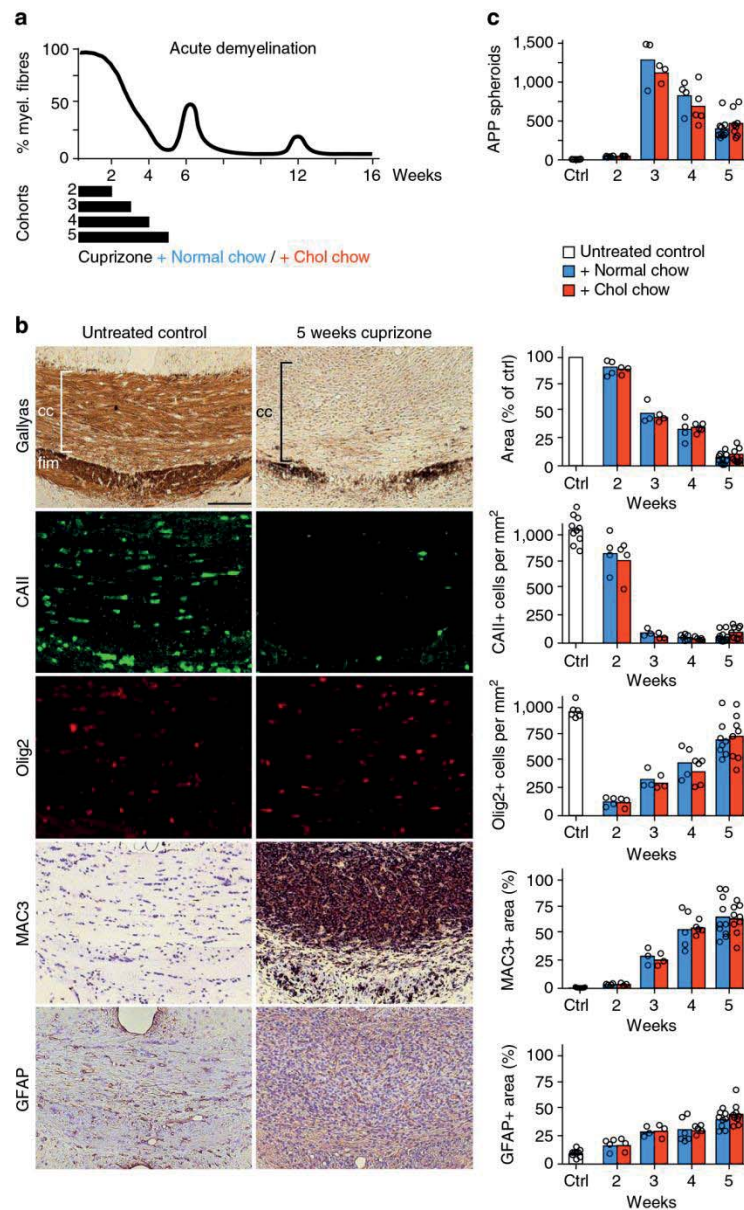 a
Acute demyelination
% myel. fibres
100
50
0
2
4
6
12
16
Weeks
Cohorts
2
3
4
5
Cuprizone + Normal chow / + Chol chow
c
APP spheroids
1,500
1,000
500
0
Ctrl
2
3
4
5
Weeks
Untreated control
+ Normal chow
+ Chol chow
b
Untreated control
5 weeks cuprizone
Gallyas
cc
fim
cc
CAII
Olig2
MAC3
GFAP
Area (% of ctrl)
100
75
50
25
0
Ctrl
2
3
4
5
Weeks
CAII+ cells per mm²
1,000
750
250
0
Ctrl
2
3
4
5
Weeks
Olig2+ cells per mm²
1,000
750
500
250
0
Ctrl
2
3
4
5
Weeks
MAC3+ area (%)
100
75
50
25
0
Ctrl
2
3
4
5
Weeks
GFAP+ area (%)
100
75
50
25
0
Ctrl
2
3
4
5
Weeks